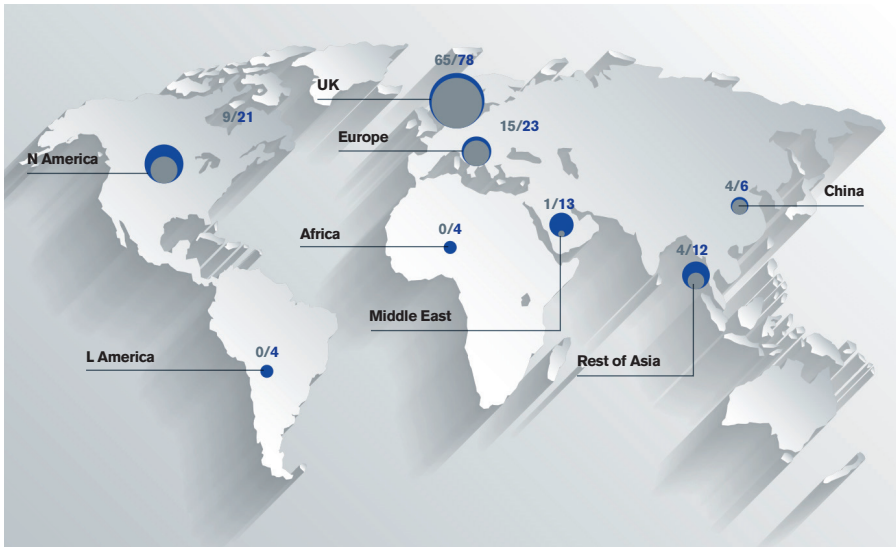 65/78
UK
9/21
15/23
Europe
N America
4/6
China
1/13
Africa
0/4
4/12
Middle East
L America
0/4
Rest of Asia